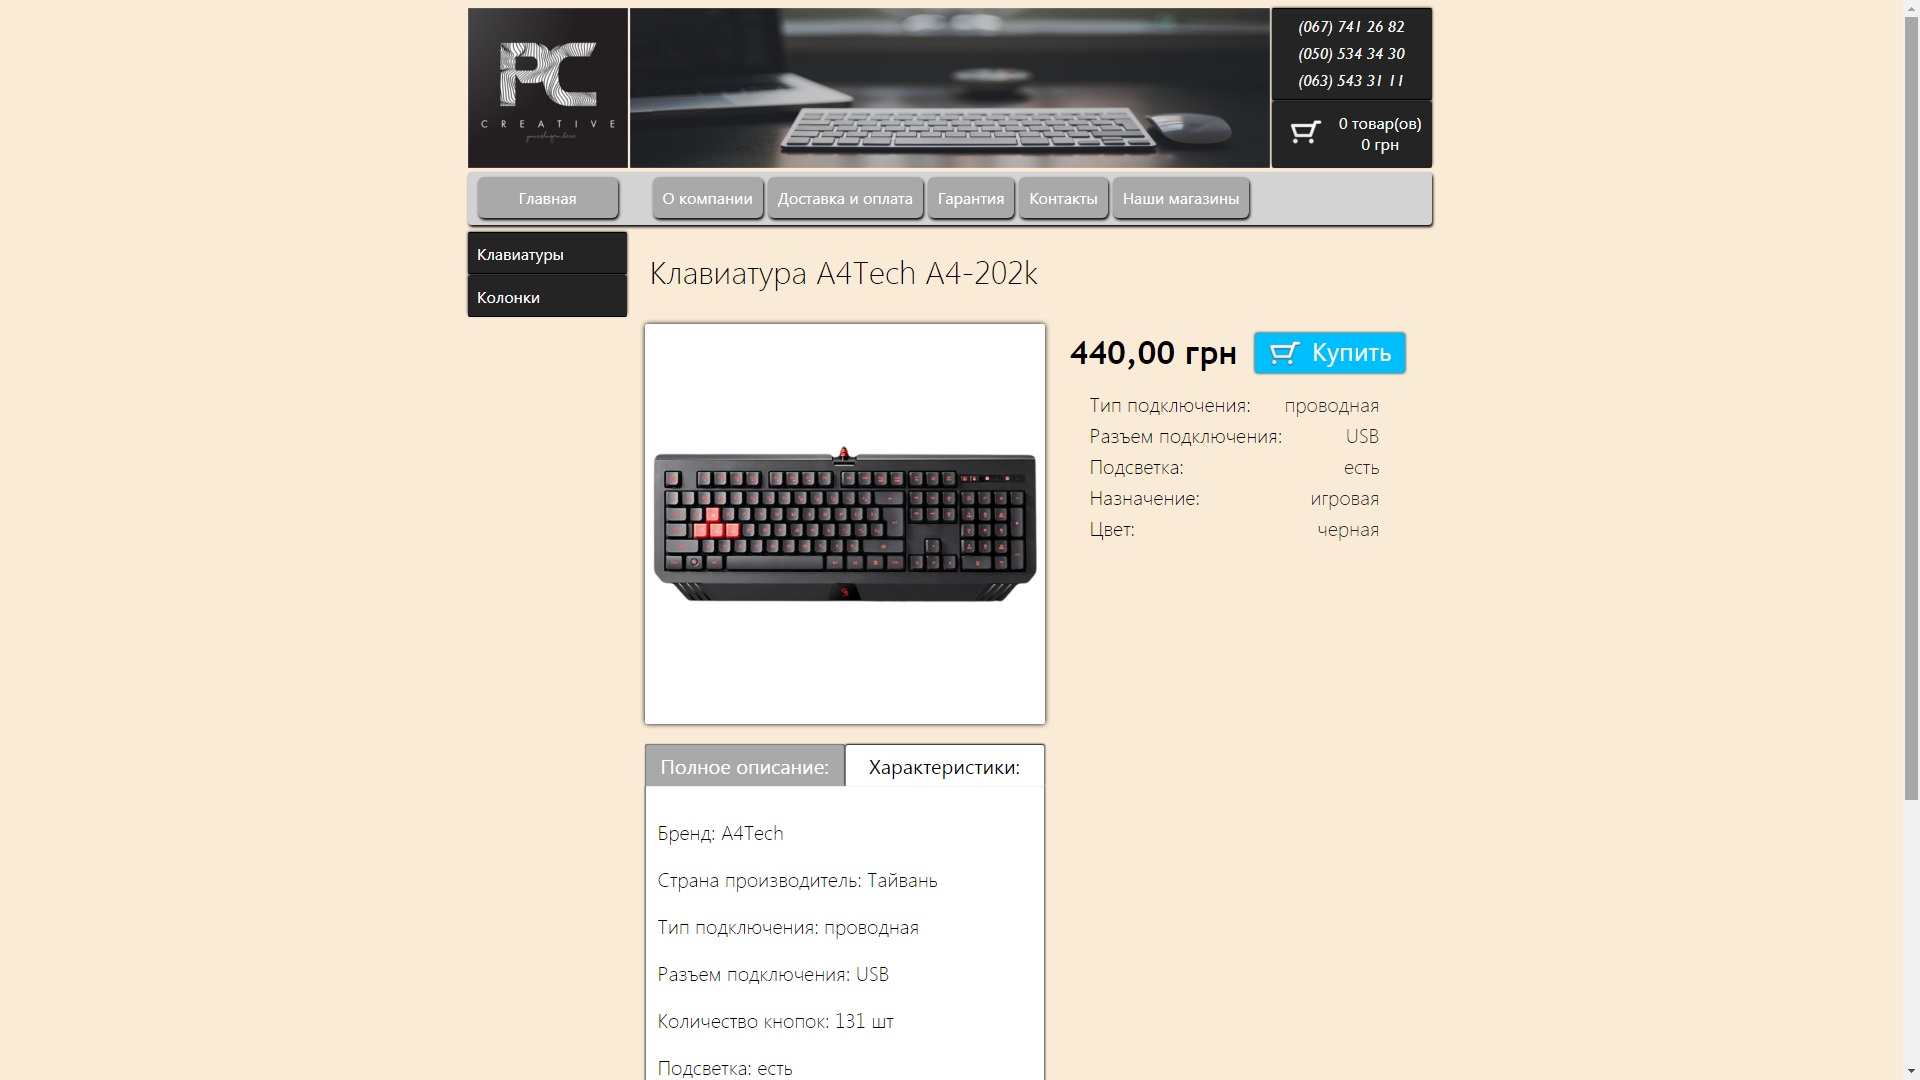 PC
CREATIVE
(067) 741 26 82
(050) 534 34 30
(063) 543 31 11
0 товар(ов)
0 грн
Главная
О компании
Доставка и оплата
Гарантия
Контакты
Наши магазины
Клавиатуры
Колонки
Клавиатура A4Tech A4-202k
440,00 грн
Купить
Тип подключения: проводная
Разъем подключения: USB
Подсветка: есть
Назначение: игровая
Цвет: черная
Полное описание:
Характеристики:
Бренд: A4Tech
Страна производитель: Тайвань
Тип подключения: проводная
Разъем подключения: USB
Количество кнопок: 131 шт
Подсветка: есть